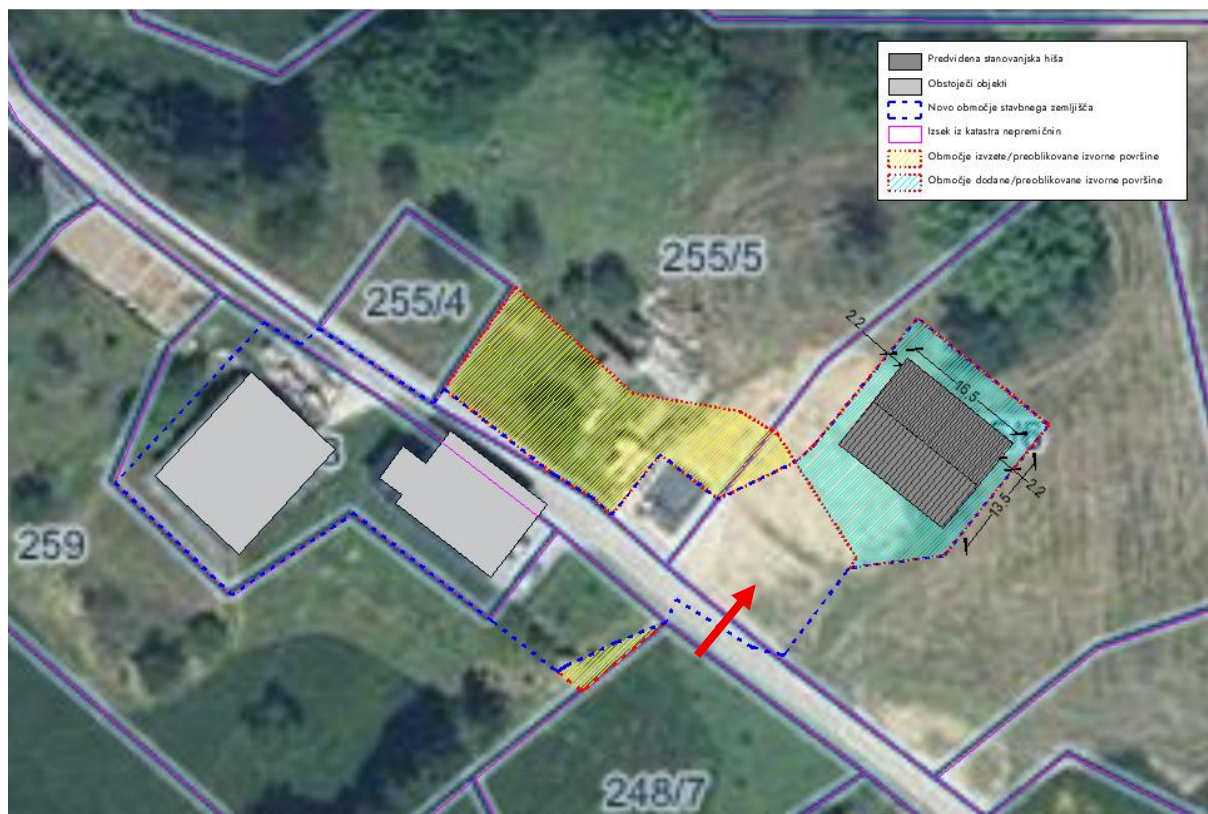 Predvidena stanovanjska hiša
Obstoječi objekti
Novo območje stavbnega zemljišča
Izsek iz katastra nepremičnin
Območje izvzete/preoblikovane izvorne površine
Območje dodane/preoblikovane izvorne površine
255/5
255/4
2.2
16.5
2.2
13.5
259
248/7